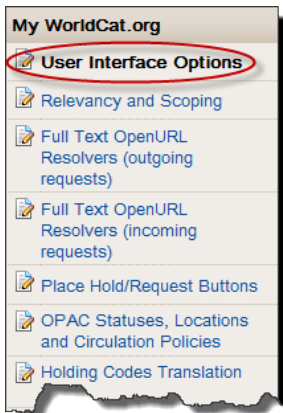 My WorldCat.org
User Interface Options
Relevancy and Scoping
Full Text OpenURL
Resolvers (outgoing
requests)
Full Text OpenURL
Resolvers (incoming
requests)
Place Hold/Request Buttons
OPAC Statuses, Locations
and Circulation Policies
Holding Codes Translation